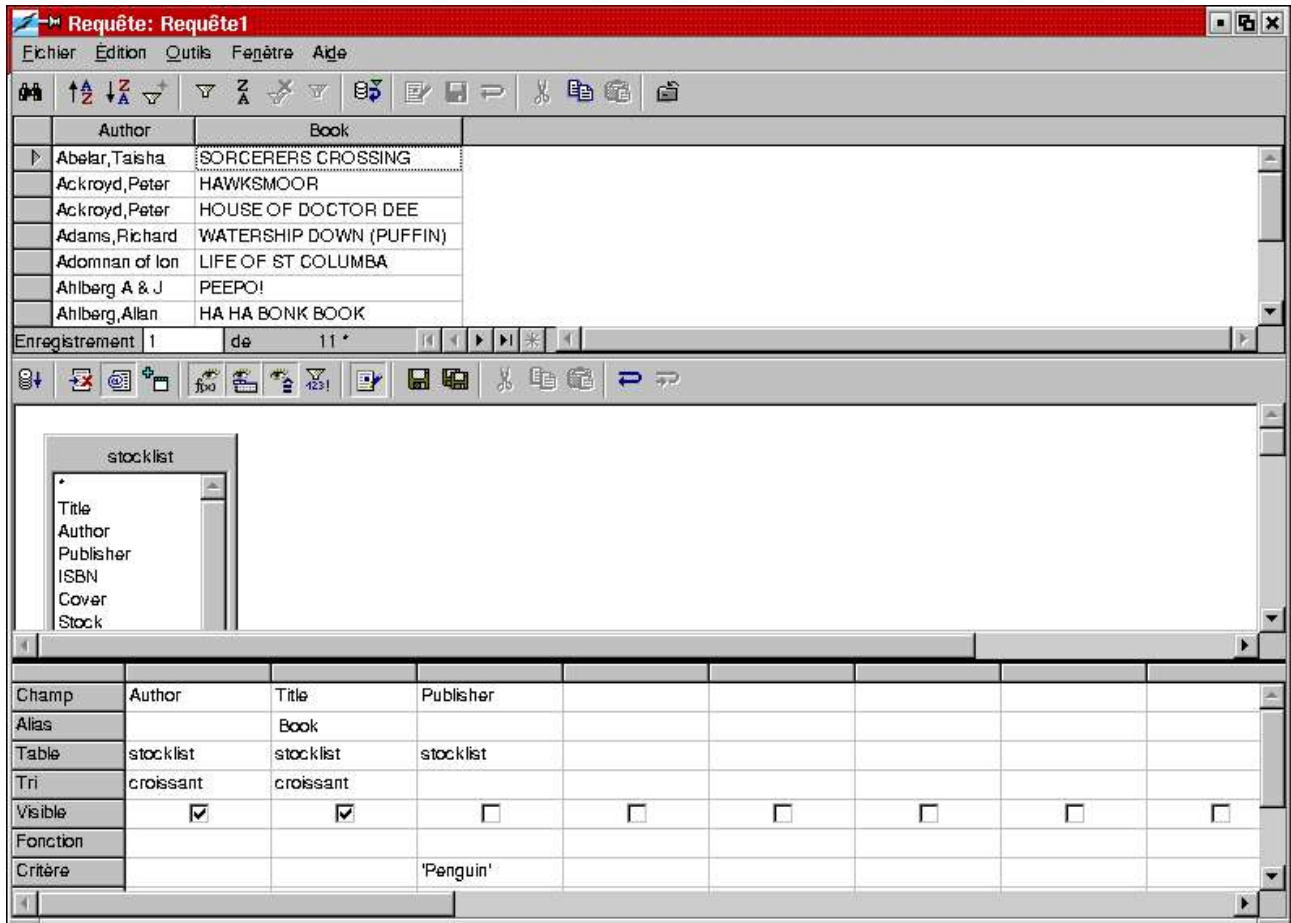 Requête: Requête1
Fichier Édition Outils Fenêtre Aide
Author Book
Abelar,Taisha SORCERERS CROSSING
Ackroyd,Peter HAWKSMOOR
Ackroyd,Peter HOUSE OF DOCTOR DEE
Adams,Richard WATERSHIP DOWN (PUFFIN)
Adomnan of Ion LIFE OF ST COLUMBA
Ahlberg A & J PEEPO!
Ahlberg,Allan HA HA BONK BOOK
Enregistrement 1 de 11 *
stocklist
*
Title
Author
Publisher
ISBN
Cover
Stock
Champ Author Title Publisher
Alias Book
Table stocklist stocklist stocklist
Tri croissant croissant
Visible
Fonction
Critère 'Penguin'